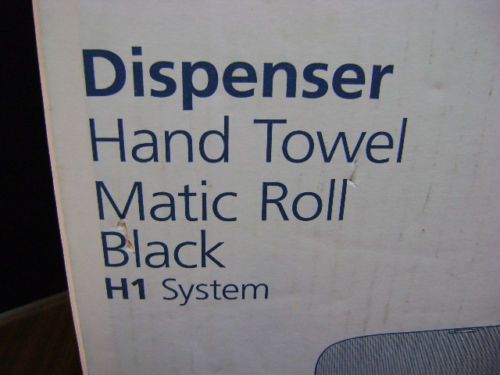 Dispenser
Hand Towel
Matic Roll
Black
H1 System